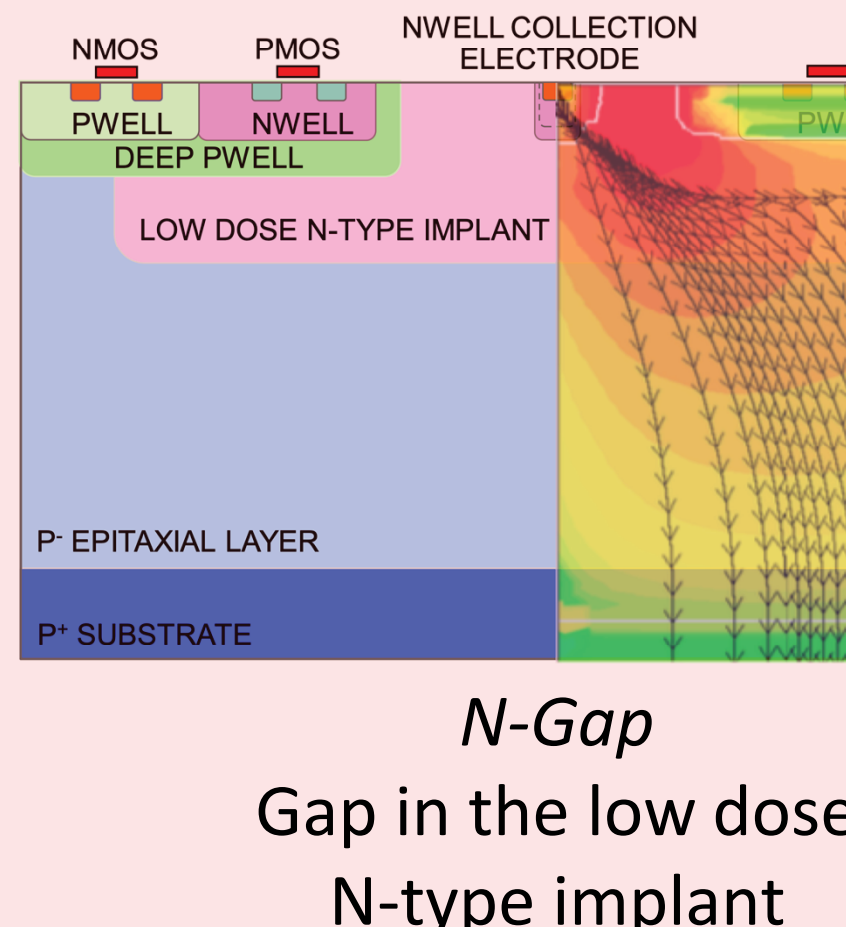 NWELL COLLECTION
ELECTRODE
NMOS
PMOS
PWELL
NWELL
PW
DEEP PWELL
LOW DOSE N-TYPE IMPLANT
P⁻ EPITAXIAL LAYER
P⁺ SUBSTRATE
N-Gap
Gap in the low dose
N-type implant